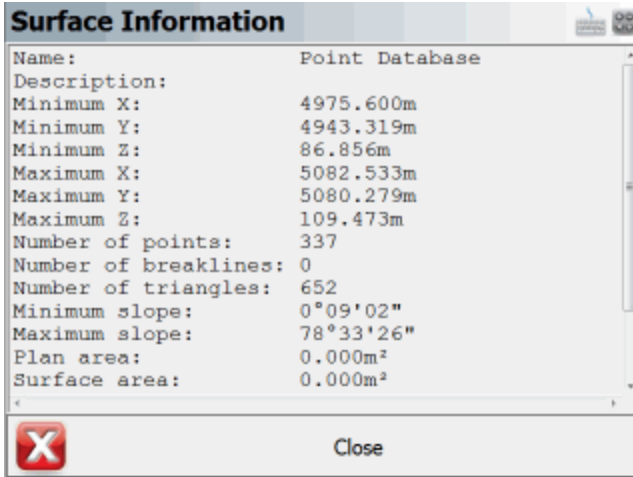 Surface Information
Name: Point Database
Description:
Minimum X: 4975.600m
Minimum Y: 4943.319m
Minimum Z: 86.856m
Maximum X: 5082.533m
Maximum Y: 5080.279m
Maximum Z: 109.473m
Number of points: 337
Number of breaklines: 0
Number of triangles: 652
Minimum slope: 0°09'02"
Maximum slope: 78°33'26"
Plan area: 0.000m²
Surface area: 0.000m²
Close